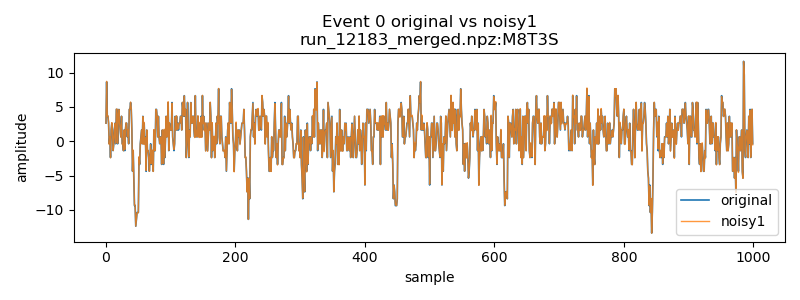 Event 0 original vs noisy1
run_12183_merged.npz:M8T3S
amplitude
10
5
0
−5
−10
original
noisy1
0
200
400
600
800
1000
sample